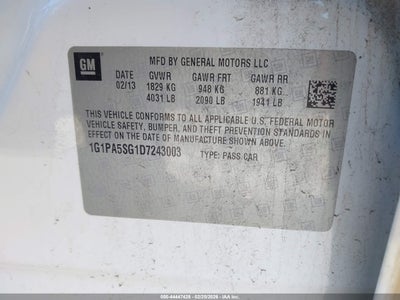 GM
MFD BY GENERAL MOTORS LLC
DATE GVWR GAWR FRT GAWR RR
02/13 1829 KG 948 KG 881 KG
4031 LB 2090 LB 1941 LB
THIS VEHICLE CONFORMS TO ALL APPLICABLE U.S. FEDERAL MOTOR
VEHICLE SAFETY, BUMPER, AND THEFT PREVENTION STANDARDS IN
EFFECT ON THE DATE OF MANUFACTURE SHOWN ABOVE.
1G1PA5SG1D7243003 TYPE: PASS CAR